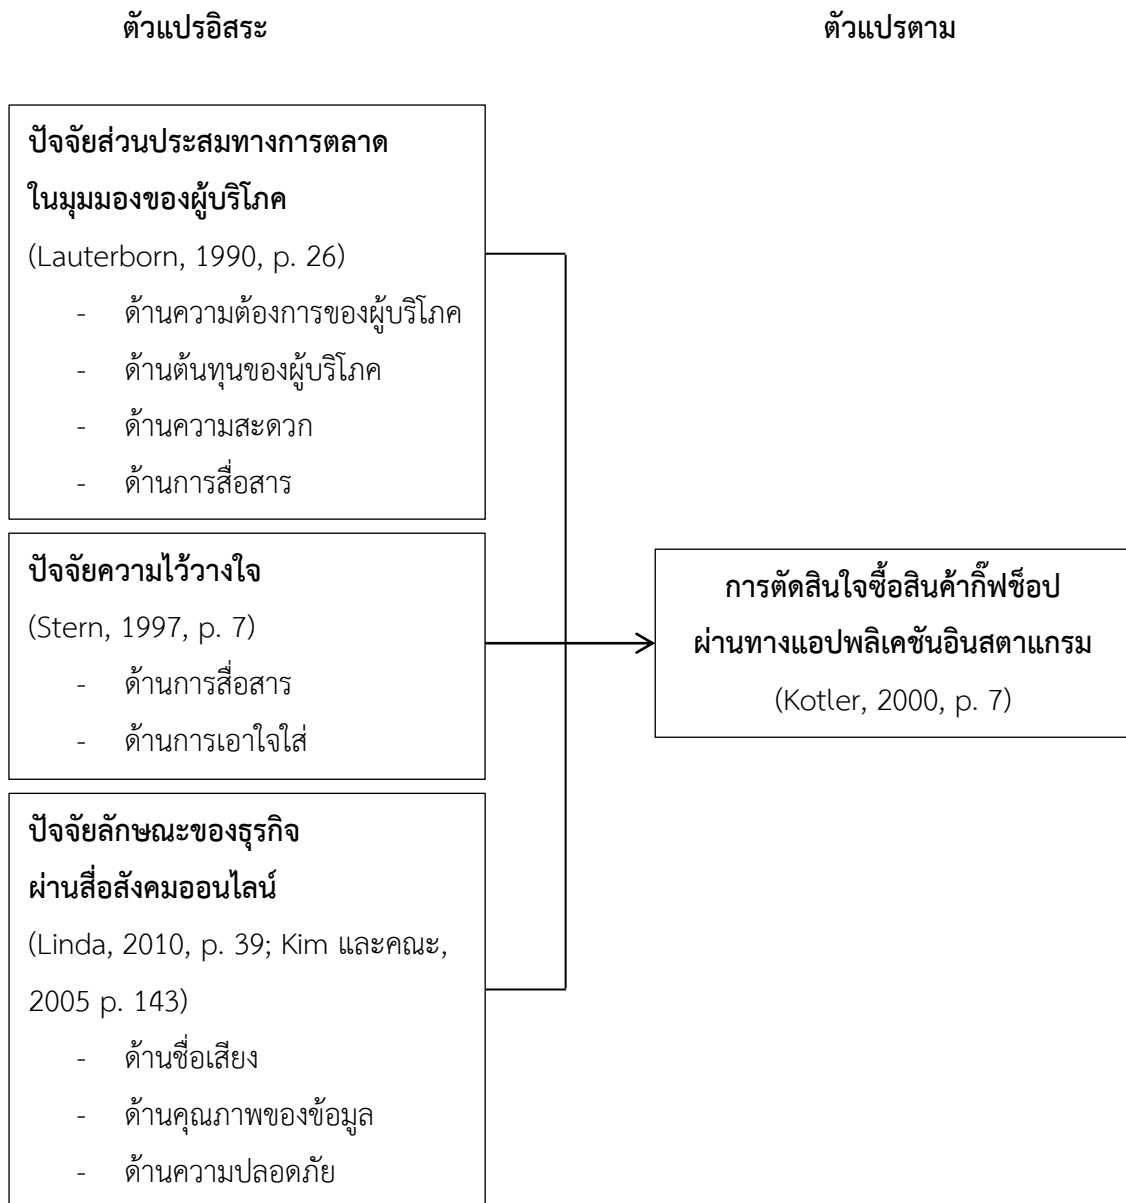 ตัวแปรอิสระ
ตัวแปรตาม
ปัจจัยส่วนประสมทางการตลาด
ในมุมมองของผู้บริโภค
(Lauterborn, 1990, p. 26)
- ด้านความต้องการของผู้บริโภค
- ด้านต้นทุนของผู้บริโภค
- ด้านความสะดวก
- ด้านการสื่อสาร
ปัจจัยความไว้วางใจ
(Stern, 1997, p. 7)
- ด้านการสื่อสาร
- ด้านการเอาใจใส่
ปัจจัยลักษณะของธุรกิจ
ผ่านสื่อสังคมออนไลน์
(Linda, 2010, p. 39; Kim และคณะ,
2005 p. 143)
- ด้านชื่อเสียง
- ด้านคุณภาพของข้อมูล
- ด้านความปลอดภัย
การตัดสินใจซื้อสินค้ากิ๊ฟช็อป
ผ่านทางแอปพลิเคชันอินสตาแกรม
(Kotler, 2000, p. 7)